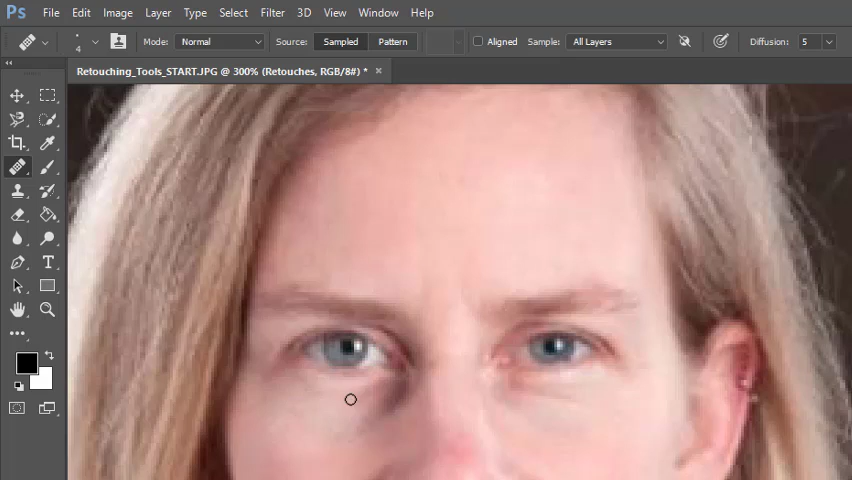 Ps File Edit Image Layer Type Select Filter 3D View Window Help
4 Mode: Normal Source: Sampled Pattern Aligned Sample: All Layers Diffusion: 5
Retouching_Tools_START.JPG @ 300% (Retouches, RGB/8#) * ×
T